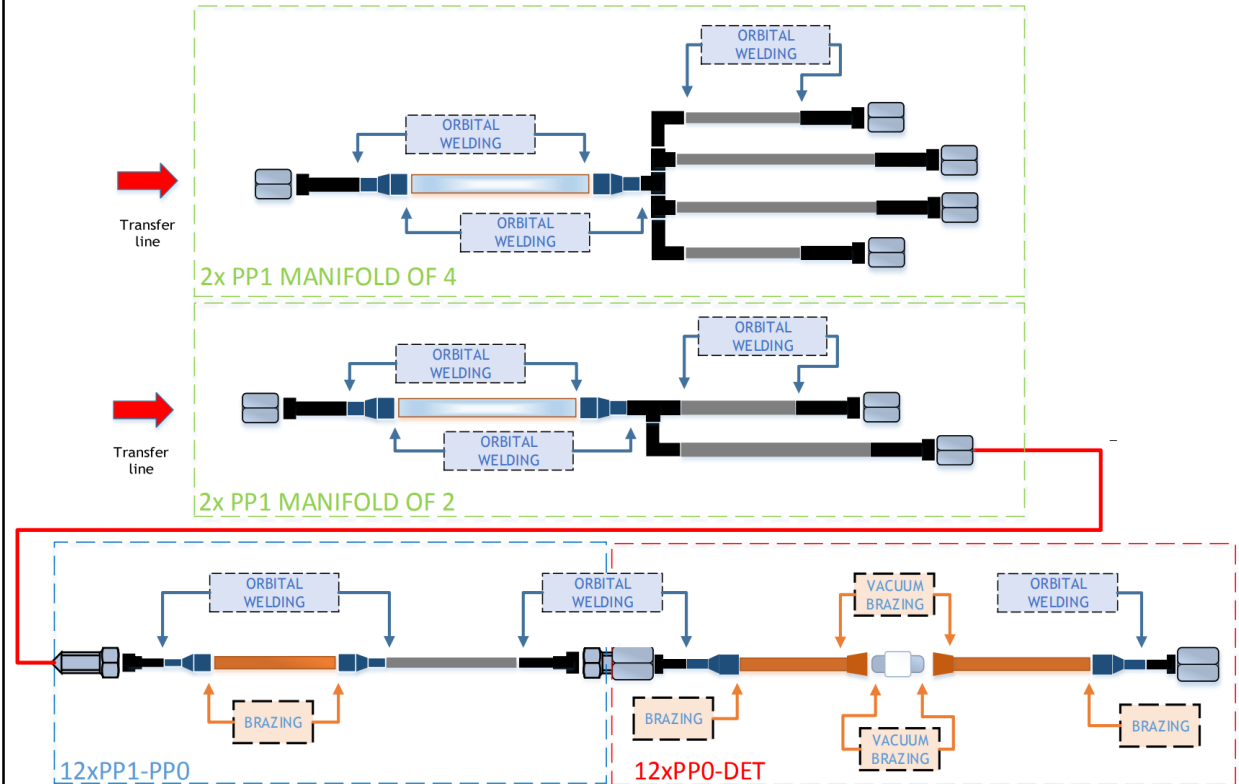 ORBITAL
WELDING
ORBITAL
WELDING
Transfer
line
ORBITAL
WELDING
2x PP1 MANIFOLD OF 4
ORBITAL
WELDING
ORBITAL
WELDING
Transfer
line
ORBITAL
WELDING
2x PP1 MANIFOLD OF 2
ORBITAL
WELDING
ORBITAL
WELDING
VACUUM
BRAZING
ORBITAL
WELDING
BRAZING
BRAZING
VACUUM
BRAZING
BRAZING
12xPP1-PP0
12xPP0-DET